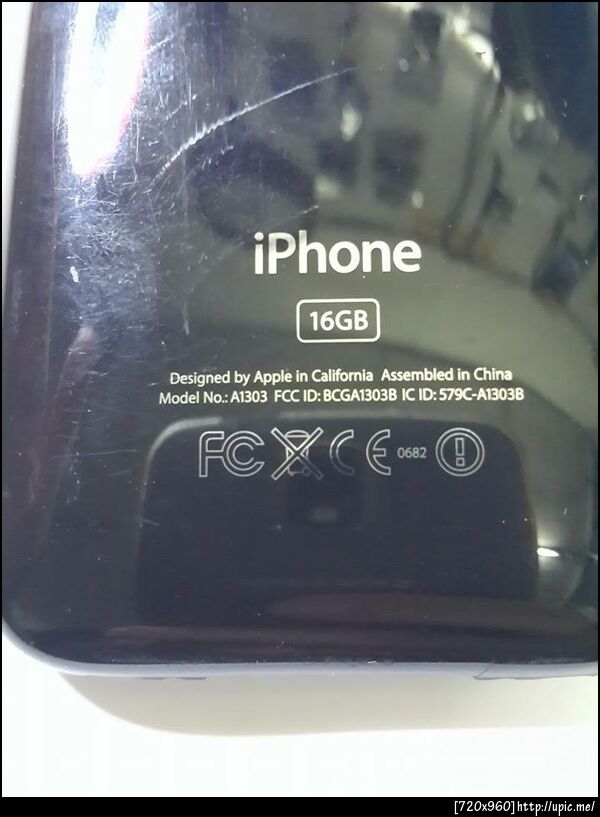 iPhone
16GB
Designed by Apple in California Assembled in China
Model No.: A1303 FCC ID: BCGA1303B IC ID: 579C-A1303B
FC CE 0682
[720x960]http://upic.me/